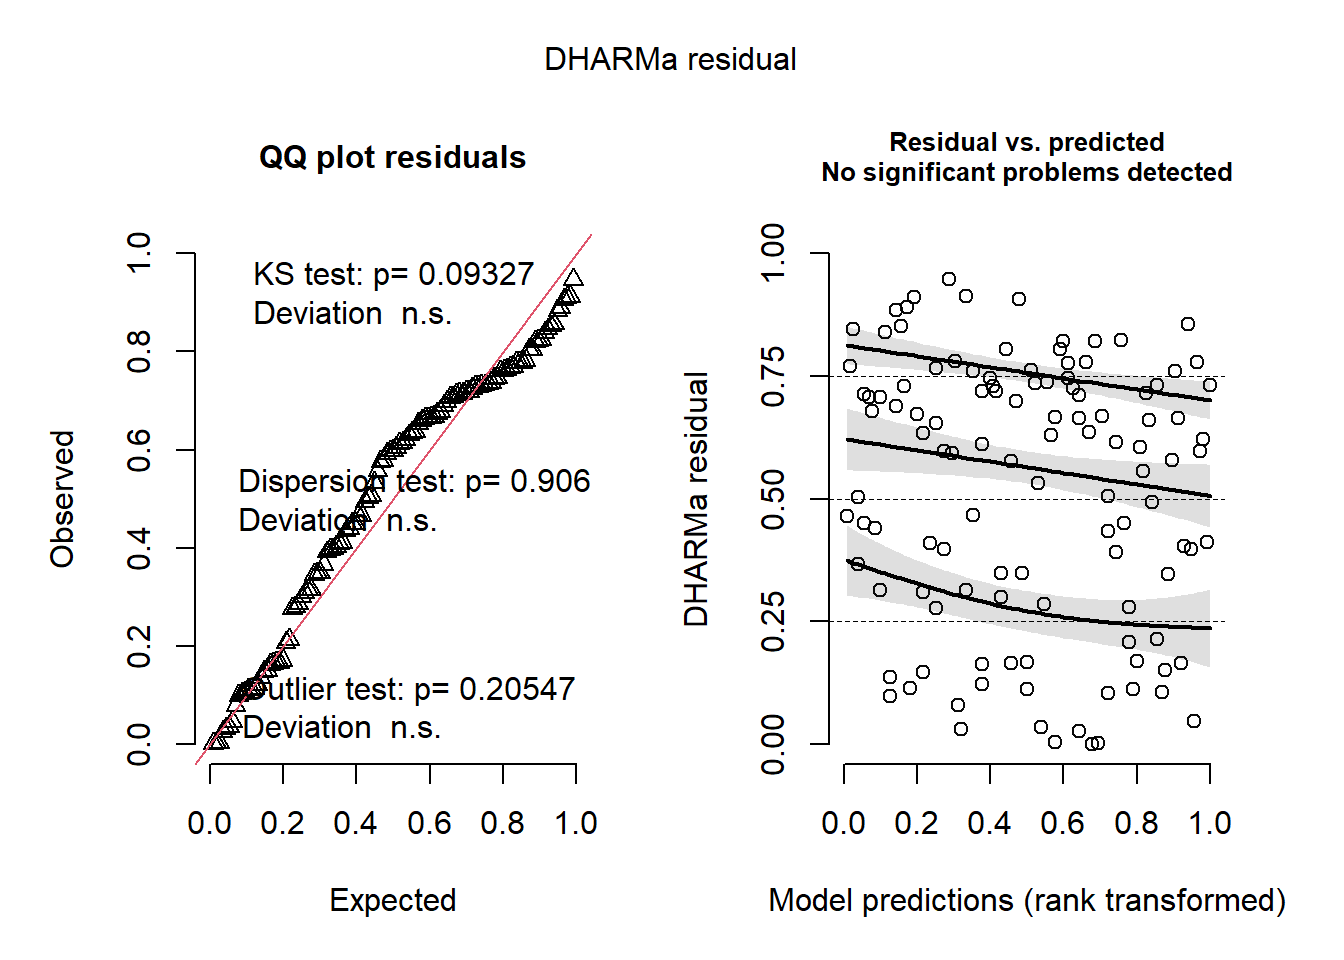 DHARMa residual
QQ plot residuals
KS test: p= 0.09327
Deviation  n.s.
Dispersion test: p= 0.906
Deviation  n.s.
Outlier test: p= 0.20547
Deviation  n.s.
Observed
0.0
0.2
0.4
0.6
0.8
1.0
0.0 0.2 0.4 0.6 0.8 1.0
Expected
Residual vs. predicted
No significant problems detected
DHARMa residual
0.00
0.25
0.50
0.75
1.00
0.0 0.2 0.4 0.6 0.8 1.0
Model predictions (rank transformed)